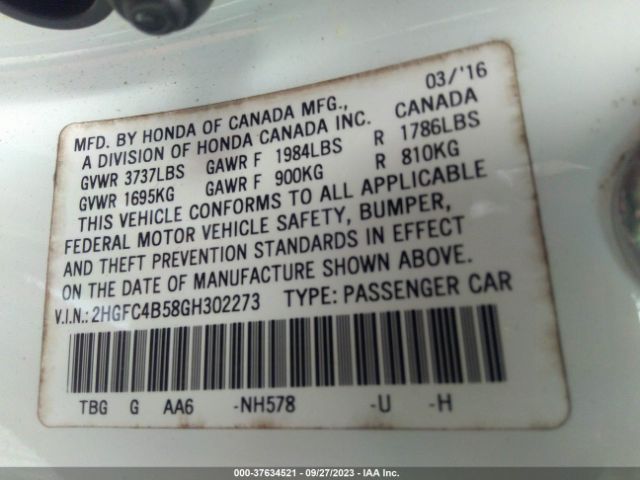 03/'16
MFD. BY HONDA OF CANADA MFG., CANADA
A DIVISION OF HONDA CANADA INC.
GVWR 3737LBS GAWR F 1984LBS R 1786LBS
GVWR 1695KG GAWR F 900KG R 810KG
THIS VEHICLE CONFORMS TO ALL APPLICABLE
FEDERAL MOTOR VEHICLE SAFETY, BUMPER,
AND THEFT PREVENTION STANDARDS IN EFFECT
ON THE DATE OF MANUFACTURE SHOWN ABOVE.
V.I.N.: 2HGFC4B58GH302273 TYPE: PASSENGER CAR
TBG G AA6 -NH578 -U -H
000-37634521 - 09/27/2023 - IAA Inc.